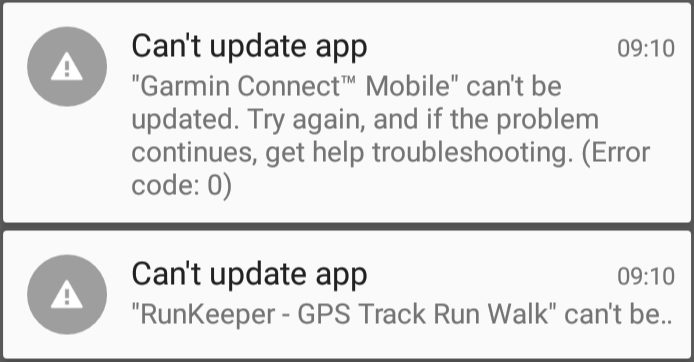 Can't update app 09:10
"Garmin Connect™ Mobile" can't be
updated. Try again, and if the problem
continues, get help troubleshooting. (Error
code: 0)
Can't update app 09:10
"RunKeeper - GPS Track Run Walk" can't be..